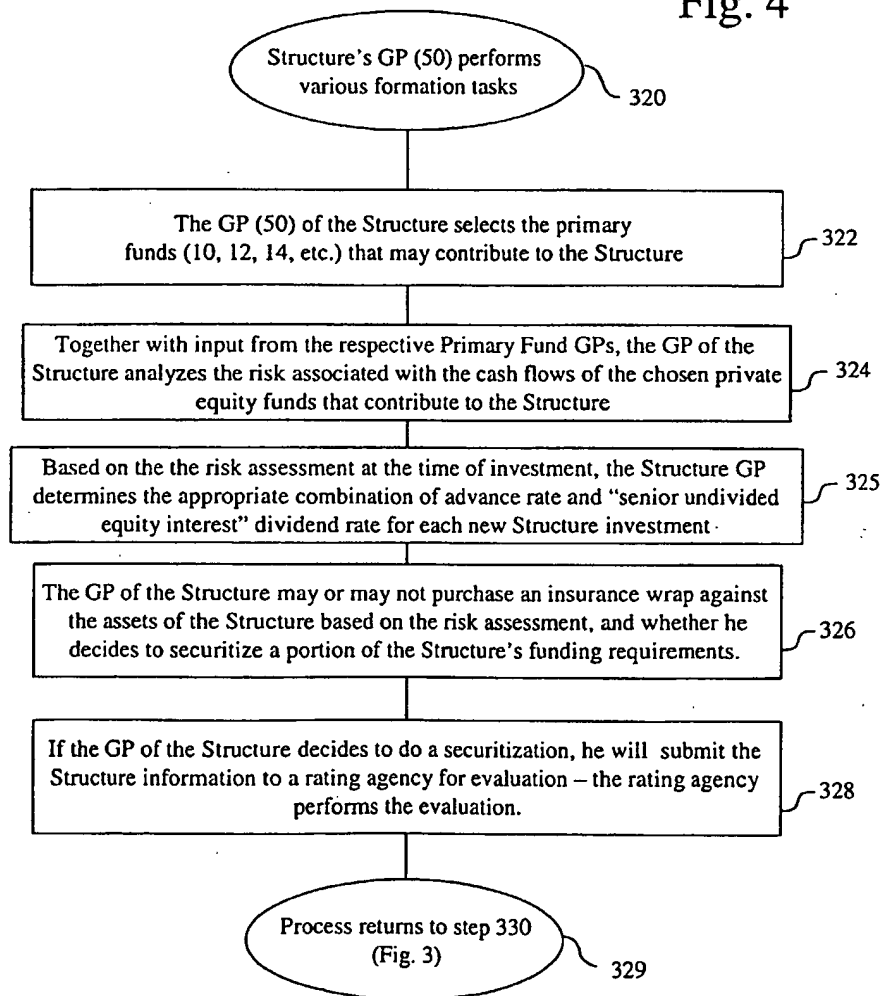 Fig. 4
Structure's GP (50) performs
various formation tasks
320
The GP (50) of the Structure selects the primary
funds (10, 12, 14, etc.) that may contribute to the Structure
322
Together with input from the respective Primary Fund GPs, the GP of the
Structure analyzes the risk associated with the cash flows of the chosen private
equity funds that contribute to the Structure
324
Based on the the risk assessment at the time of investment, the Structure GP
determines the appropriate combination of advance rate and "senior undivided
equity interest" dividend rate for each new Structure investment
325
The GP of the Structure may or may not purchase an insurance wrap against
the assets of the Structure based on the risk assessment, and whether he
decides to securitize a portion of the Structure's funding requirements.
326
If the GP of the Structure decides to do a securitization, he will submit the
Structure information to a rating agency for evaluation – the rating agency
performs the evaluation.
328
Process returns to step 330
(Fig. 3)
329